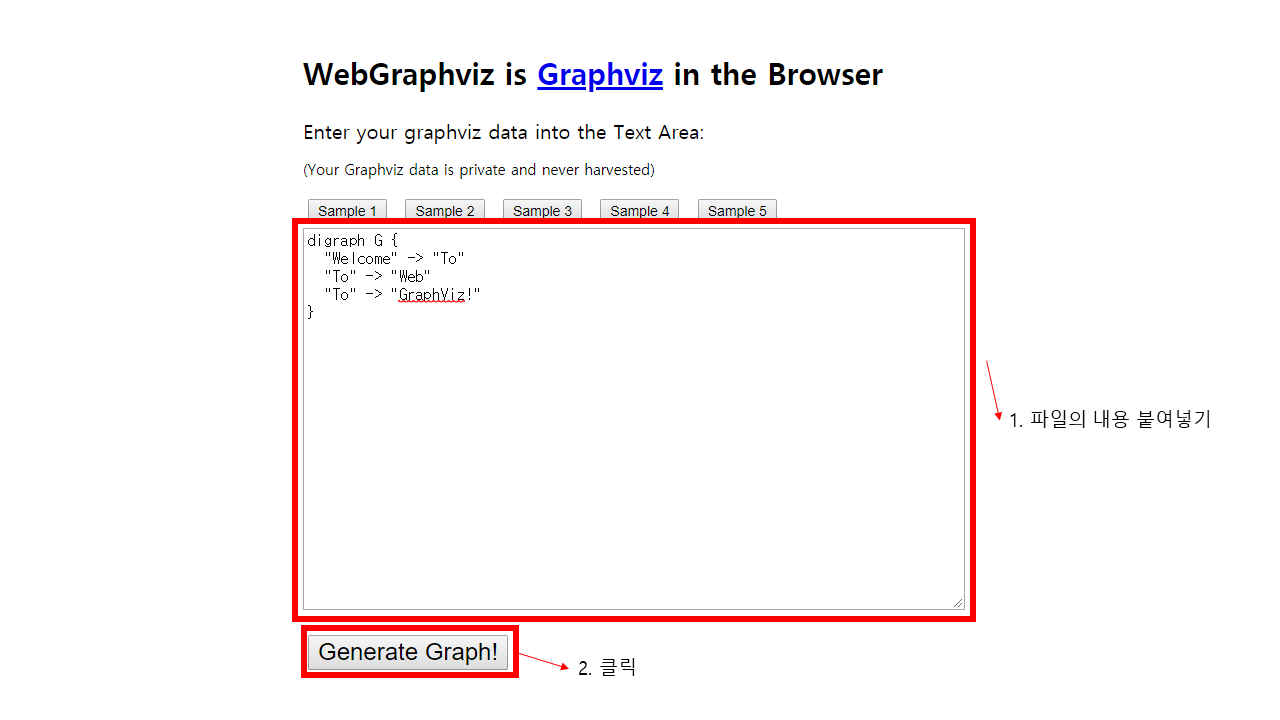 WebGraphviz is Graphviz in the Browser
Enter your graphviz data into the Text Area:
(Your Graphviz data is private and never harvested)
Sample 1 Sample 2 Sample 3 Sample 4 Sample 5
digraph G {
  "Welcome" -> "To"
  "To" -> "Web"
  "To" -> "GraphViz!"
}
1. 파일의 내용 붙여넣기
Generate Graph!
2. 클릭